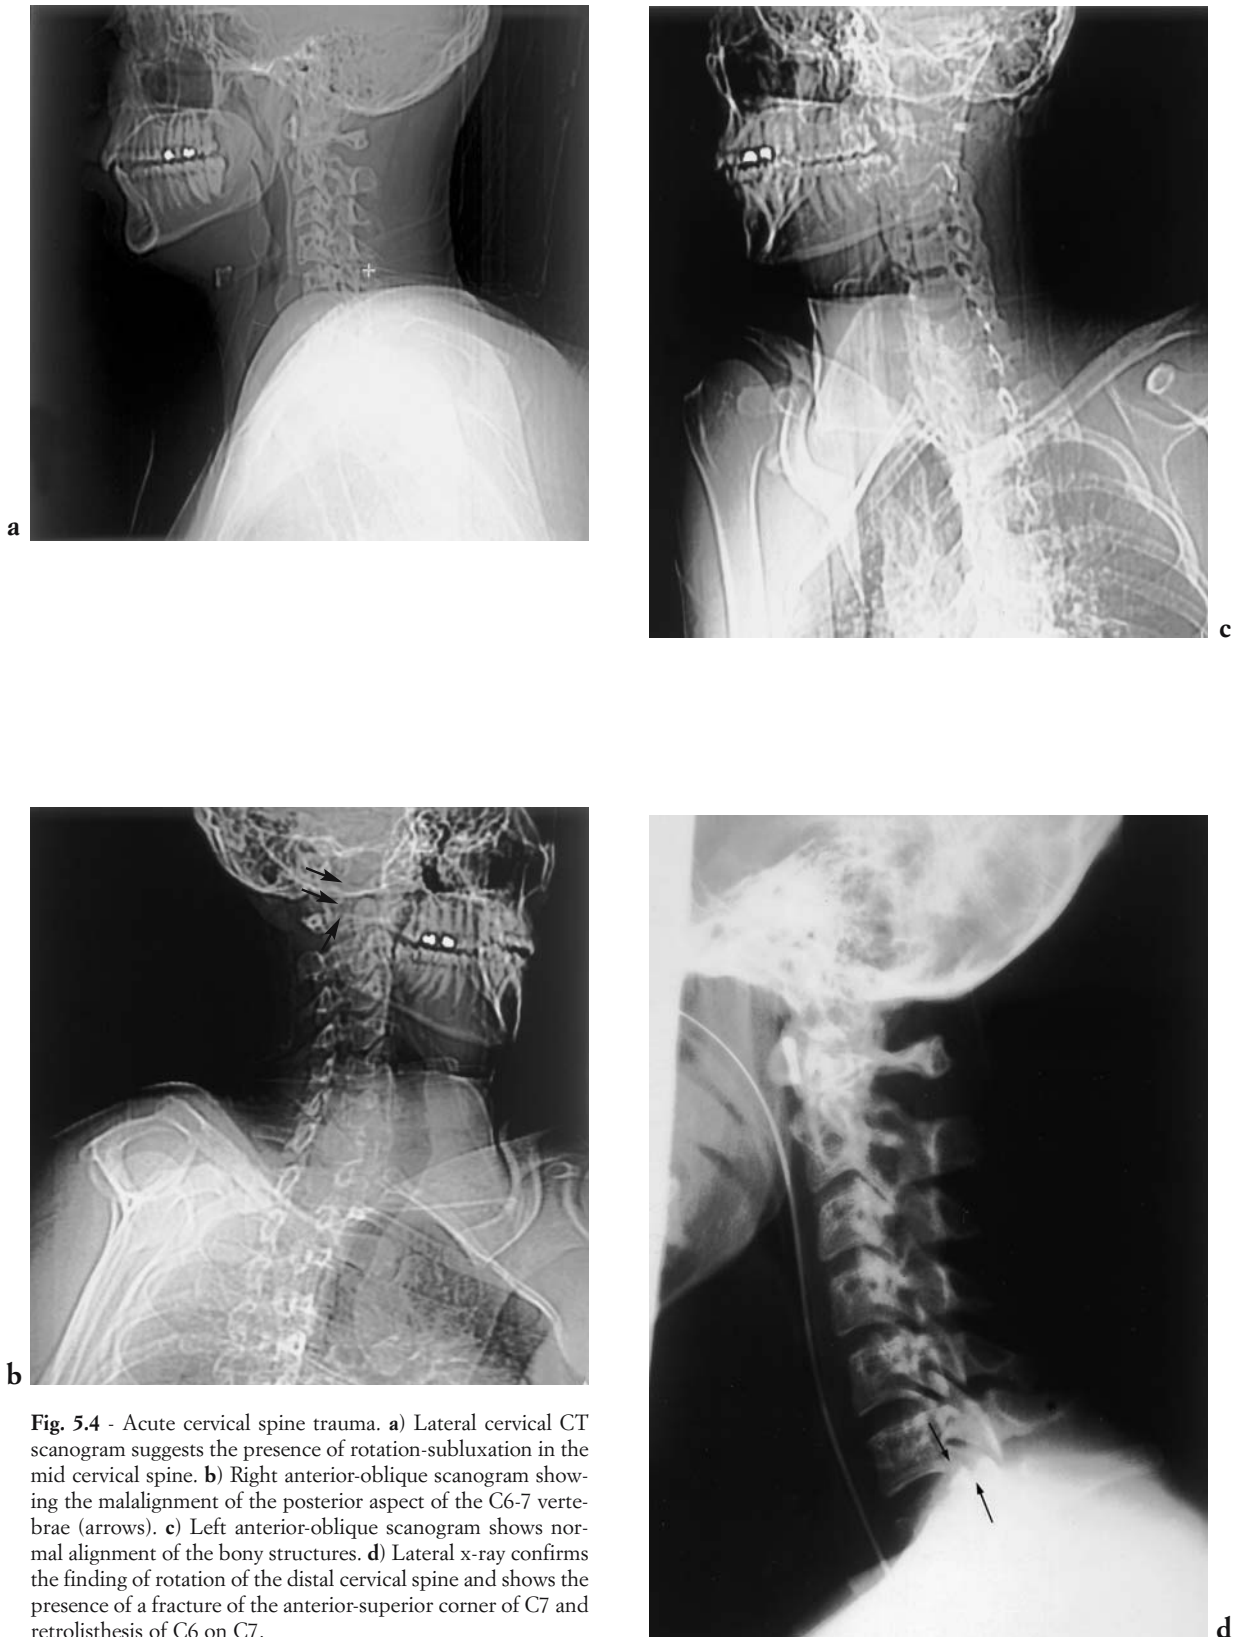 a
c
b
d
Fig. 5.4 - Acute cervical spine trauma. a) Lateral cervical CT
scanogram suggests the presence of rotation-subluxation in the
mid cervical spine. b) Right anterior-oblique scanogram show-
ing the malalignment of the posterior aspect of the C6-7 verte-
brae (arrows). c) Left anterior-oblique scanogram shows nor-
mal alignment of the bony structures. d) Lateral x-ray confirms
the finding of rotation of the distal cervical spine and shows the
presence of a fracture of the anterior-superior corner of C7 and
retrolisthesis of C6 on C7.